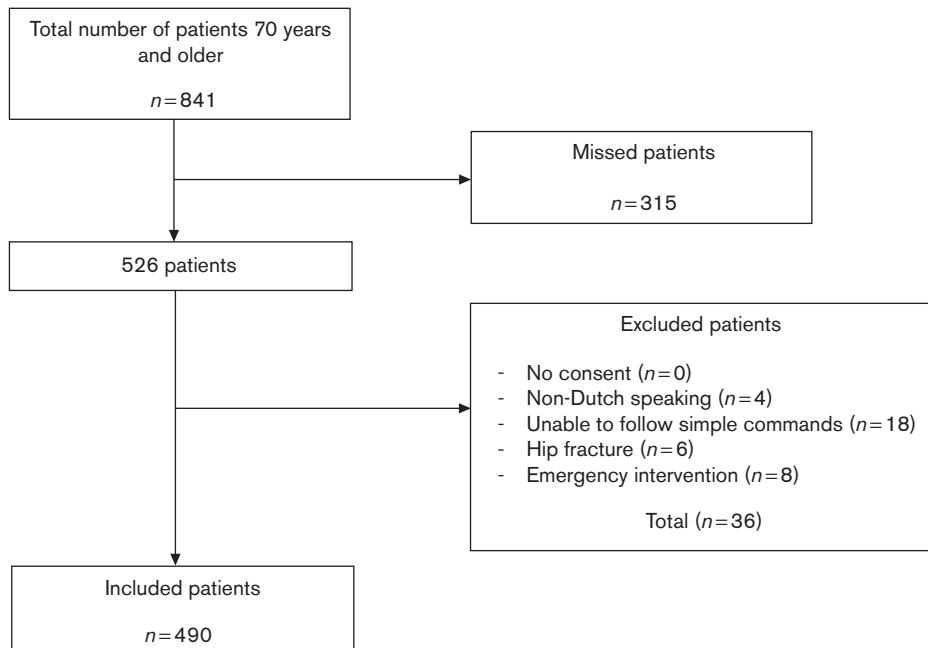 Total number of patients 70 years
and older
n=841
Missed patients
n=315
526 patients
Excluded patients
- No consent (n=0)
- Non-Dutch speaking (n=4)
- Unable to follow simple commands (n=18)
- Hip fracture (n=6)
- Emergency intervention (n=8)
Total (n=36)
Included patients
n=490